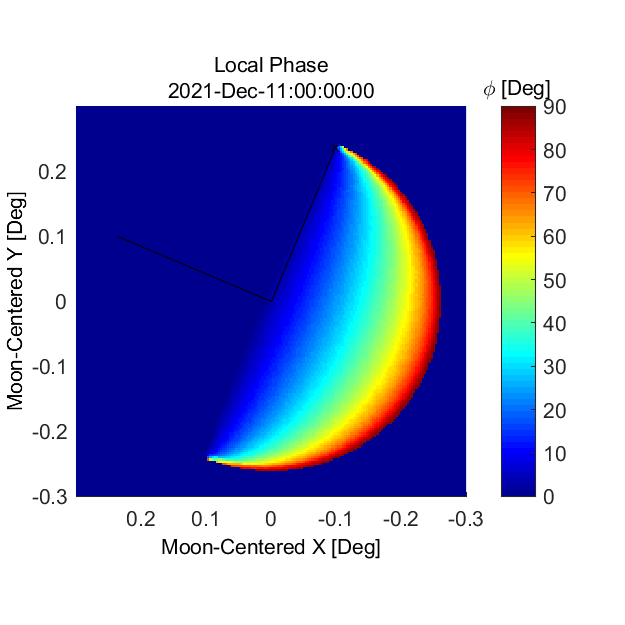 Local Phase
2021-Dec-11:00:00:00
ϕ [Deg]
90
80
70
60
50
40
30
20
10
0
Moon-Centered Y [Deg]
0.2
0.1
0
-0.1
-0.2
-0.3
0.2 0.1 0 -0.1 -0.2 -0.3
Moon-Centered X [Deg]